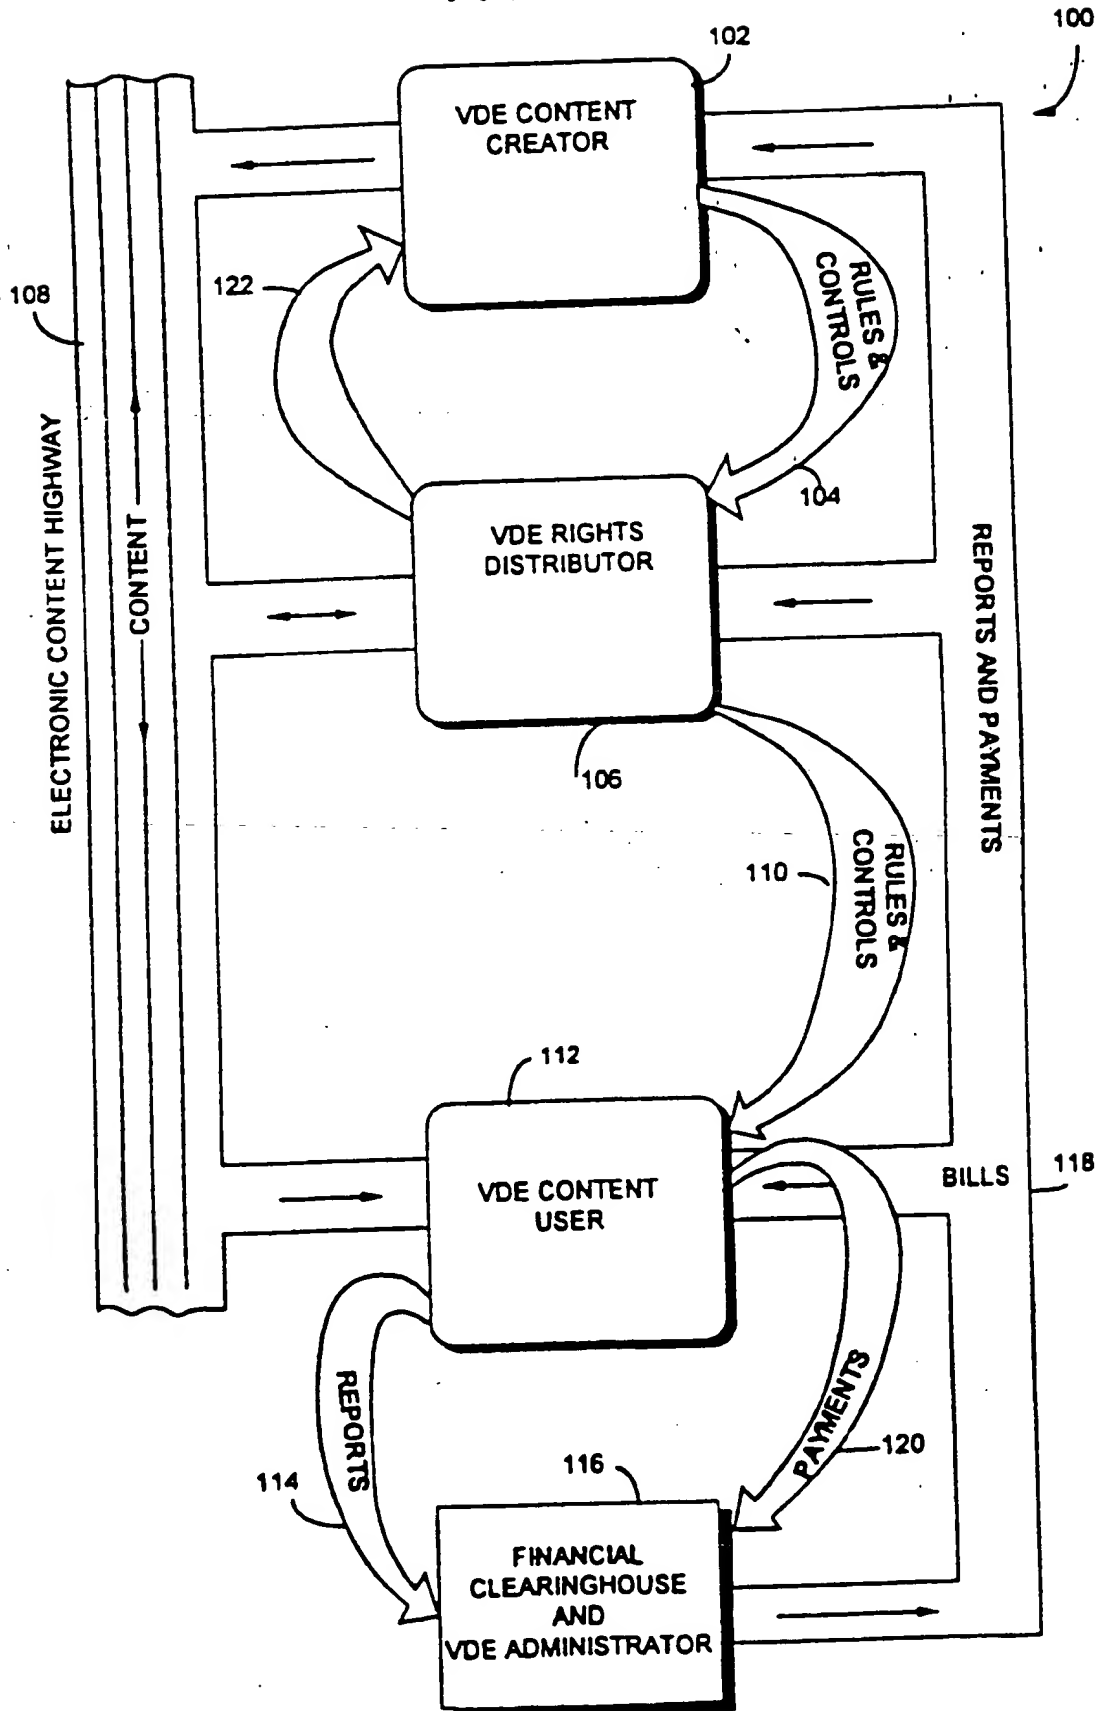 100
102
VDE CONTENT
CREATOR
108
122
RULES &
CONTROLS
104
ELECTRONIC CONTENT HIGHWAY
CONTENT
VDE RIGHTS
DISTRIBUTOR
REPORTS AND PAYMENTS
106
110
RULES &
CONTROLS
112
VDE CONTENT
USER
BILLS
118
REPORTS
PAYMENTS
114
116
120
FINANCIAL
CLEARINGHOUSE
AND
VDE ADMINISTRATOR